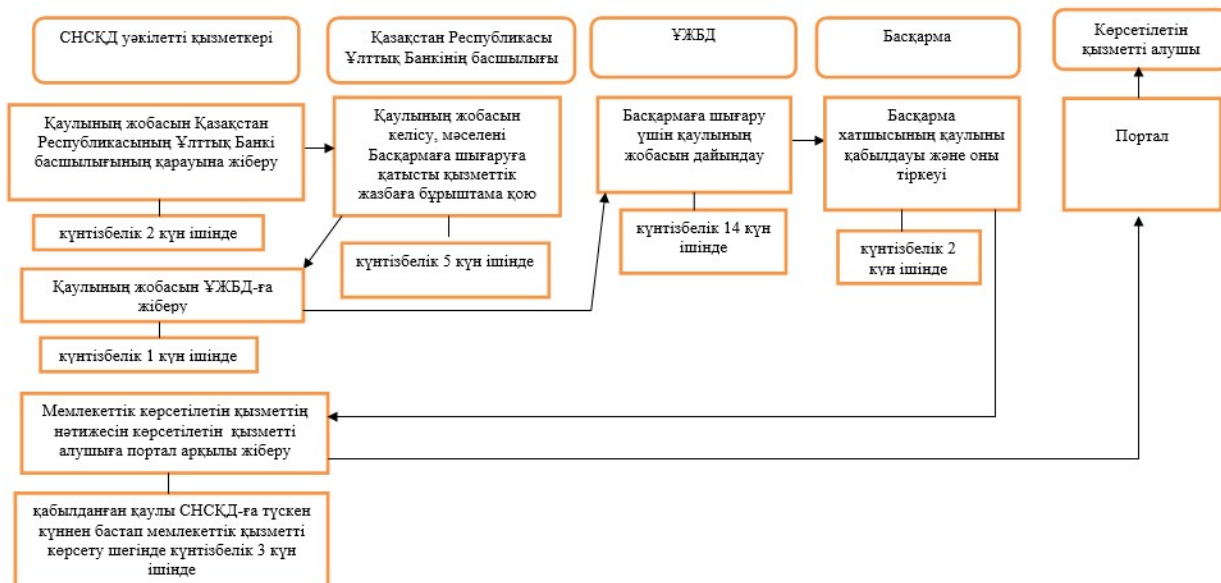 СНСҚД уәкілетті қызметкері
Қазақстан Республикасы
Ұлттық Банкінің басшылығы
ҰЖБД
Басқарма
Көрсетілетін
қызметті алушы
Қаулының жобасын Қазақстан
Республикасының Ұлттық Банкі
басшылығының қарауына жіберу
Қаулының жобасын
келісу, мәселені
Басқармаға шығаруға
қатысты қызметтік
жазбаға бұрыштама қою
Басқармаға шығару
үшін қаулының
жобасын дайындау
Басқарма
хатшысының қаулыны
қабылдауы және оны
тіркеуі
Портал
күнтізбелік 2 күн ішінде
күнтізбелік 5 күн ішінде
күнтізбелік 14 күн
ішінде
күнтізбелік 2
күн ішінде
Қаулының жобасын ҰЖБД-ға
жіберу
күнтізбелік 1 күн ішінде
Мемлекеттік көрсетілетін қызметтің
нәтижесін көрсетілетін қызметті
алушыға портал арқылы жіберу
қабылданған қаулы СНСҚД-ға түскен
күннен бастап мемлекеттік қызметті
көрсету шегінде күнтізбелік 3 күн
ішінде